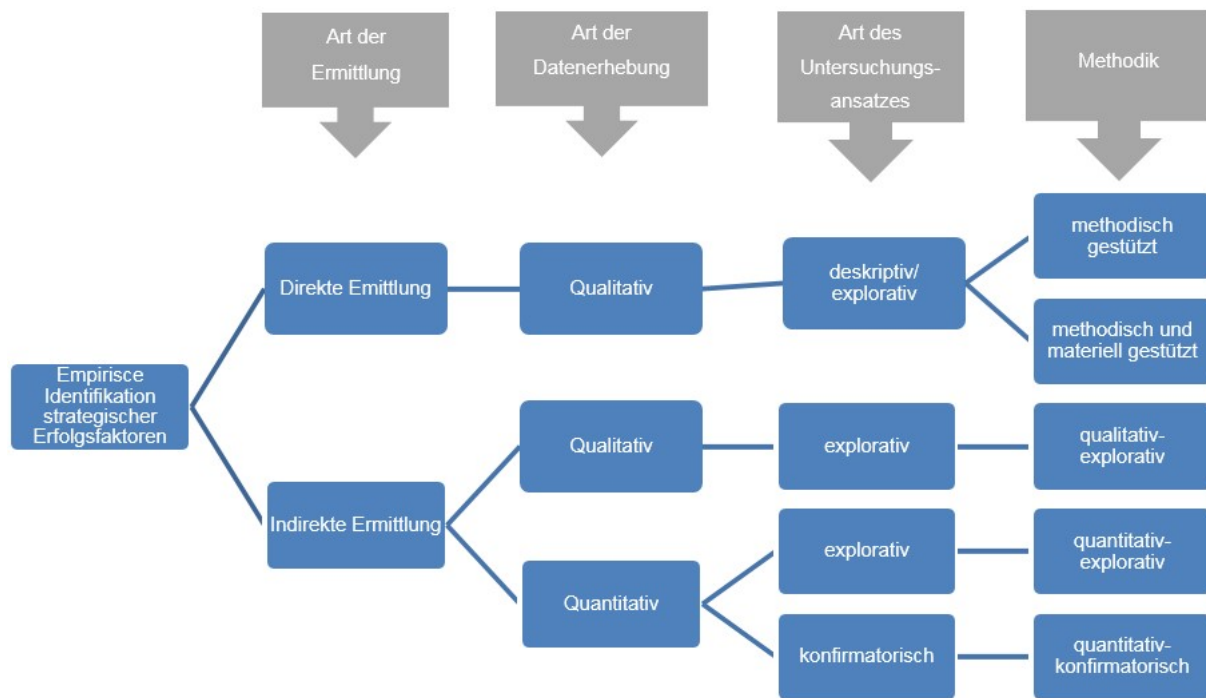 Art der
Ermittlung
Art der
Datenerhebung
Art des
Untersuchungs-
ansatzes
Methodik
Empirisce
Identifikation
strategischer
Erfolgsfaktoren
Direkte Emittlung
Qualitativ
deskriptiv/
explorativ
methodisch
gestützt
methodisch und
materiell gestützt
Indirekte Ermittlung
Qualitativ
explorativ
qualitativ-
explorativ
Quantitativ
explorativ
quantitativ-
explorativ
konfirmatorisch
quantitativ-
konfirmatorisch